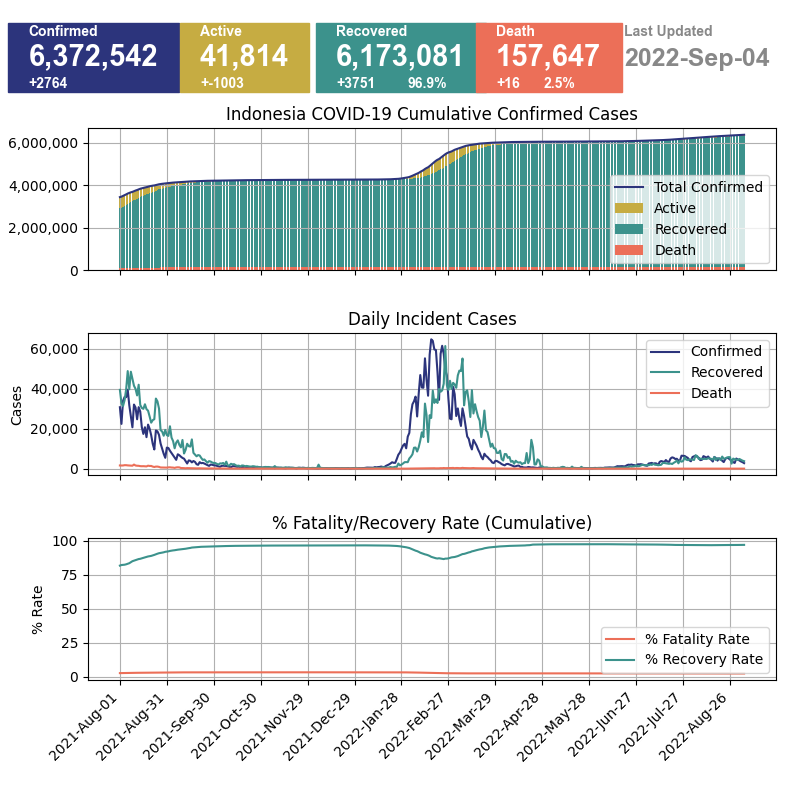 Confirmed
6,372,542
+2764
Active
41,814
+-1003
Recovered
6,173,081
+3751 96.9%
Death
157,647
+16 2.5%
Last Updated
2022-Sep-04
Indonesia COVID-19 Cumulative Confirmed Cases
6,000,000
4,000,000
2,000,000
0
Total Confirmed
Active
Recovered
Death
Daily Incident Cases
Cases
60,000
40,000
20,000
0
Confirmed
Recovered
Death
% Fatality/Recovery Rate (Cumulative)
% Rate
100
75
50
25
0
% Fatality Rate
% Recovery Rate
2021-Aug-01
2021-Aug-31
2021-Sep-30
2021-Oct-30
2021-Nov-29
2021-Dec-29
2022-Jan-28
2022-Feb-27
2022-Mar-29
2022-Apr-28
2022-May-28
2022-Jun-27
2022-Jul-27
2022-Aug-26